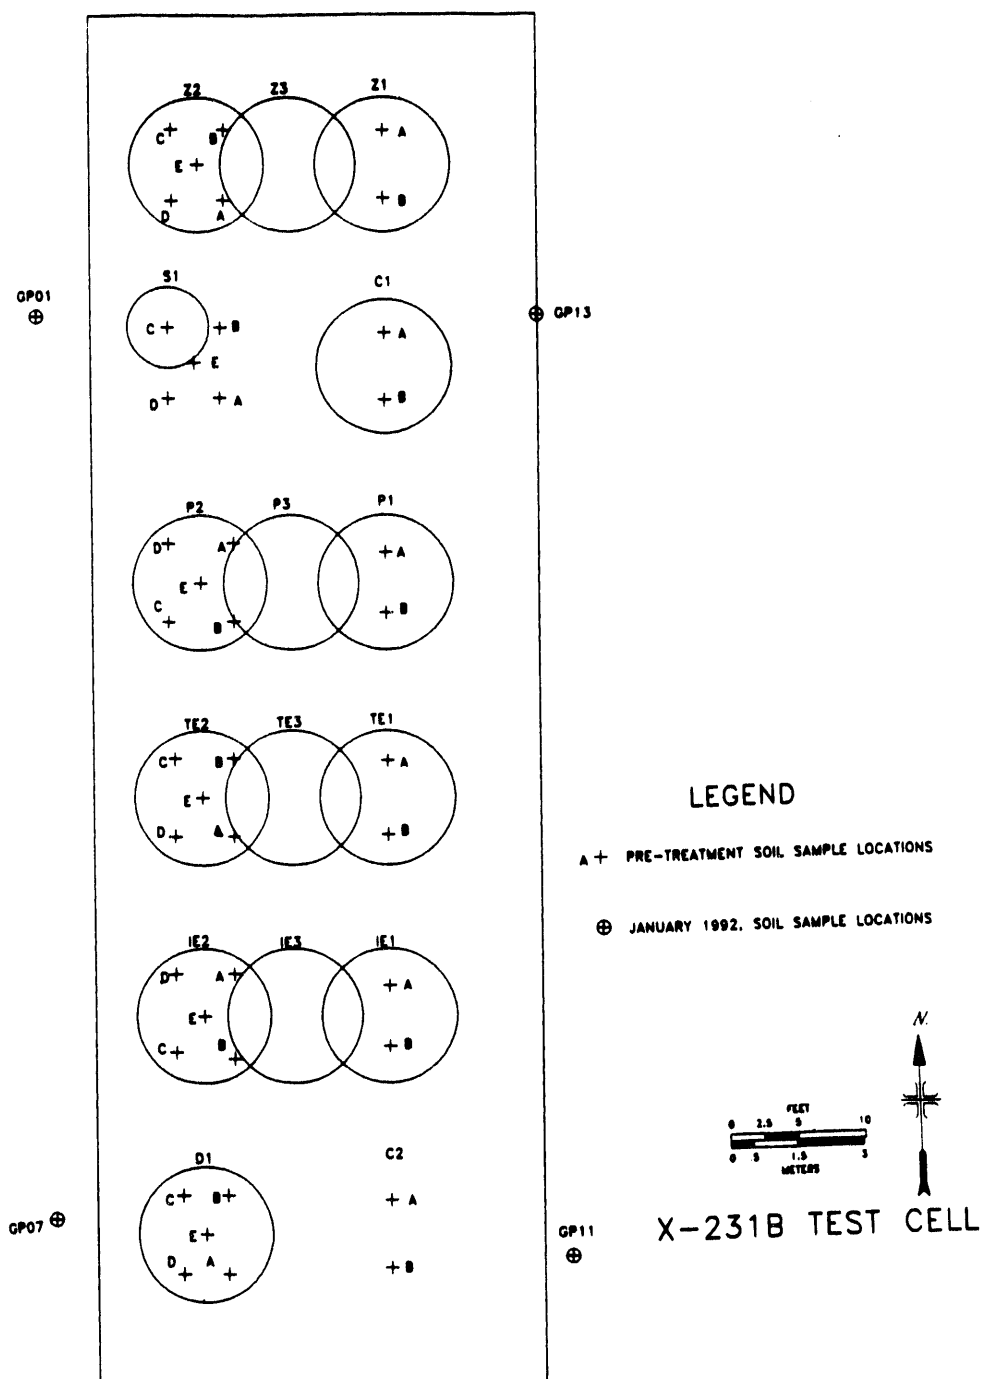 Z2 Z3 Z1
C B A
E
D A B
S1 C1
GP01 GP13
C B A
E
D A B
P2 P3 P1
D A A
E
C B B
TE2 TE3 TE1
C B A
E
D A B
LEGEND
A + PRE-TREATMENT SOIL SAMPLE LOCATIONS
JANUARY 1992, SOIL SAMPLE LOCATIONS
IE2 IE3 IE1
D A A
E
C B B
N.
FEET
0 2.5 5 10
0 .5 1.5 3
METERS
D1 C2
C B A
E
D A B
GP07 GP11
X-231B TEST CELL